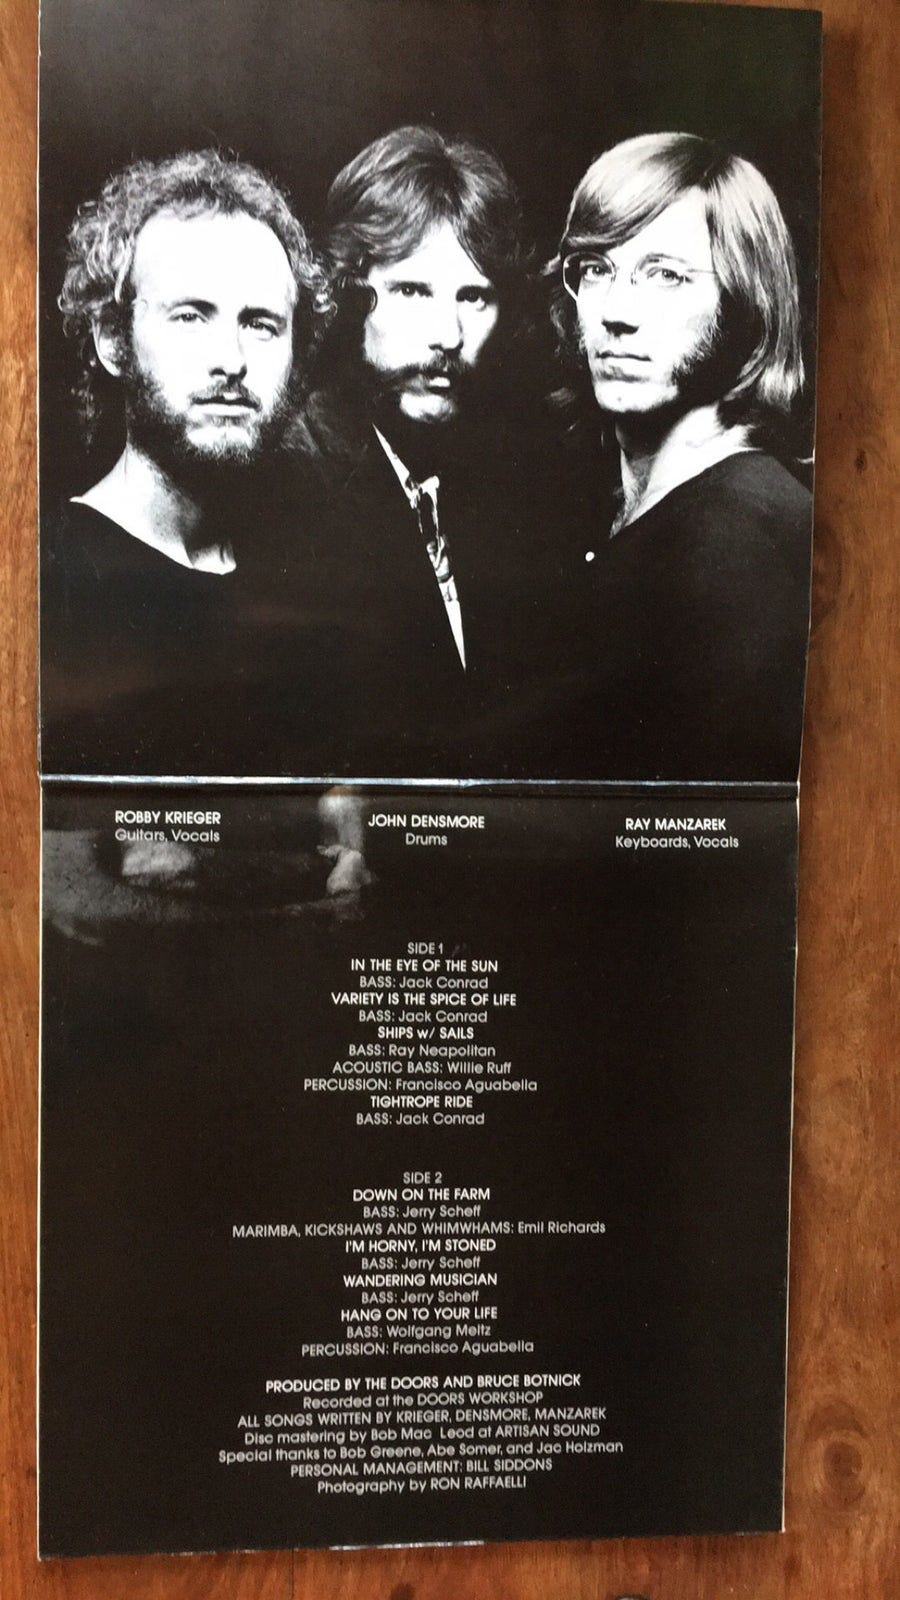 ROBBY KRIEGER
Guitars, Vocals
JOHN DENSMORE
Drums
RAY MANZAREK
Keyboards, Vocals
SIDE 1
IN THE EYE OF THE SUN
BASS: Jack Conrad
VARIETY IS THE SPICE OF LIFE
BASS: Jack Conrad
SHIPS w/ SAILS
BASS: Ray Neapolitan
ACOUSTIC BASS: Willie Ruff
PERCUSSION: Francisco Aguabella
TIGHTROPE RIDE
BASS: Jack Conrad
SIDE 2
DOWN ON THE FARM
BASS: Jerry Scheff
MARIMBA, KICKSHAWS AND WHIMWHAMS: Emil Richards
I'M HORNY, I'M STONED
BASS: Jerry Scheff
WANDERING MUSICIAN
BASS: Jerry Scheff
HANG ON TO YOUR LIFE
BASS: Wolfgang Meltz
PERCUSSION: Francisco Aguabella
PRODUCED BY THE DOORS AND BRUCE BOTNICK
Recorded at the DOORS WORKSHOP
ALL SONGS WRITTEN BY KRIEGER, DENSMORE, MANZAREK
Disc mastering by Bob Mac Leod at ARTISAN SOUND
Special thanks to Bob Greene, Abe Somer, and Jac Holzman
PERSONAL MANAGEMENT: BILL SIDDONS
Photography by RON RAFFAELLI